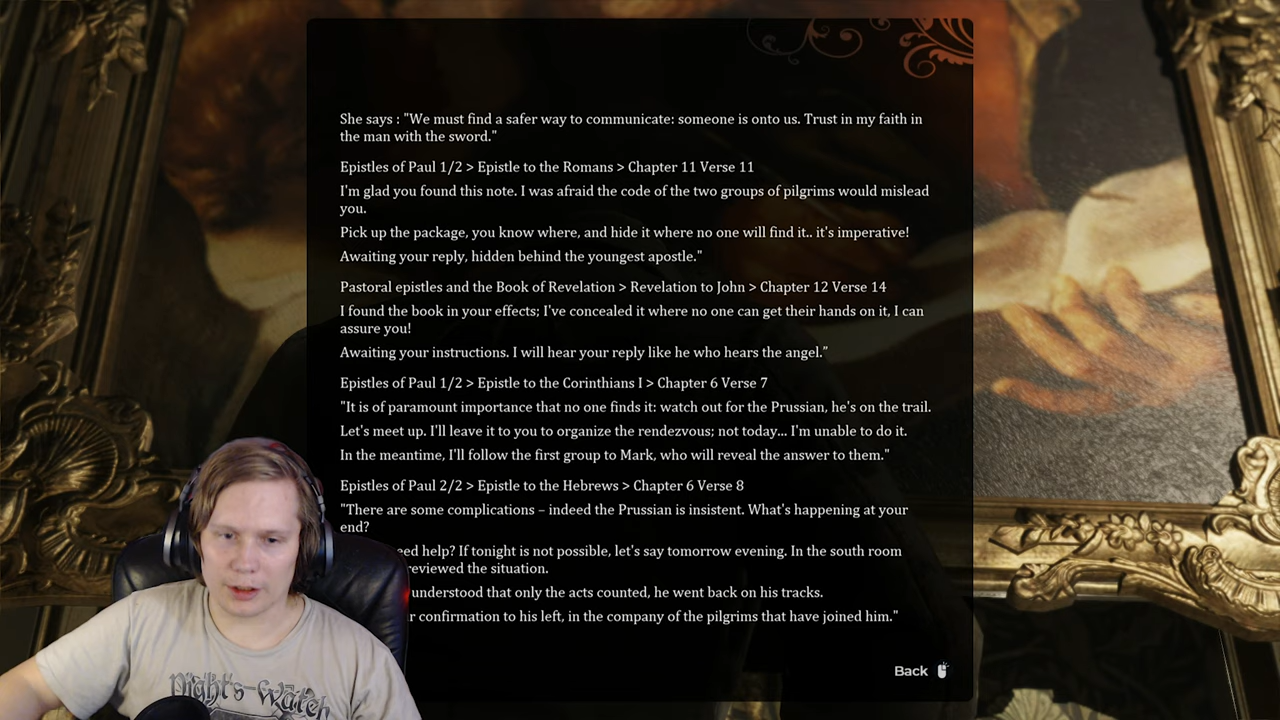 She says : "We must find a safer way to communicate: someone is onto us. Trust in my faith in
the man with the sword."
Epistles of Paul 1/2 > Epistle to the Romans > Chapter 11 Verse 11
I'm glad you found this note. I was afraid the code of the two groups of pilgrims would mislead
you.
Pick up the package, you know where, and hide it where no one will find it.. it's imperative!
Awaiting your reply, hidden behind the youngest apostle."
Pastoral epistles and the Book of Revelation > Revelation to John > Chapter 12 Verse 14
I found the book in your effects; I've concealed it where no one can get their hands on it, I can
assure you!
Awaiting your instructions. I will hear your reply like he who hears the angel."
Epistles of Paul 1/2 > Epistle to the Corinthians I > Chapter 6 Verse 7
"It is of paramount importance that no one finds it: watch out for the Prussian, he's on the trail.
Let's meet up. I'll leave it to you to organize the rendezvous; not today... I'm unable to do it.
In the meantime, I'll follow the first group to Mark, who will reveal the answer to them."
Epistles of Paul 2/2 > Epistle to the Hebrews > Chapter 6 Verse 8
"There are some complications – indeed the Prussian is insistent. What's happening at your
end?
help? If tonight is not possible, let's say tomorrow evening. In the south room
reviewed the situation.
understood that only the acts counted, he went back on his tracks.
confirmation to his left, in the company of the pilgrims that have joined him."
Back
Night's Watch